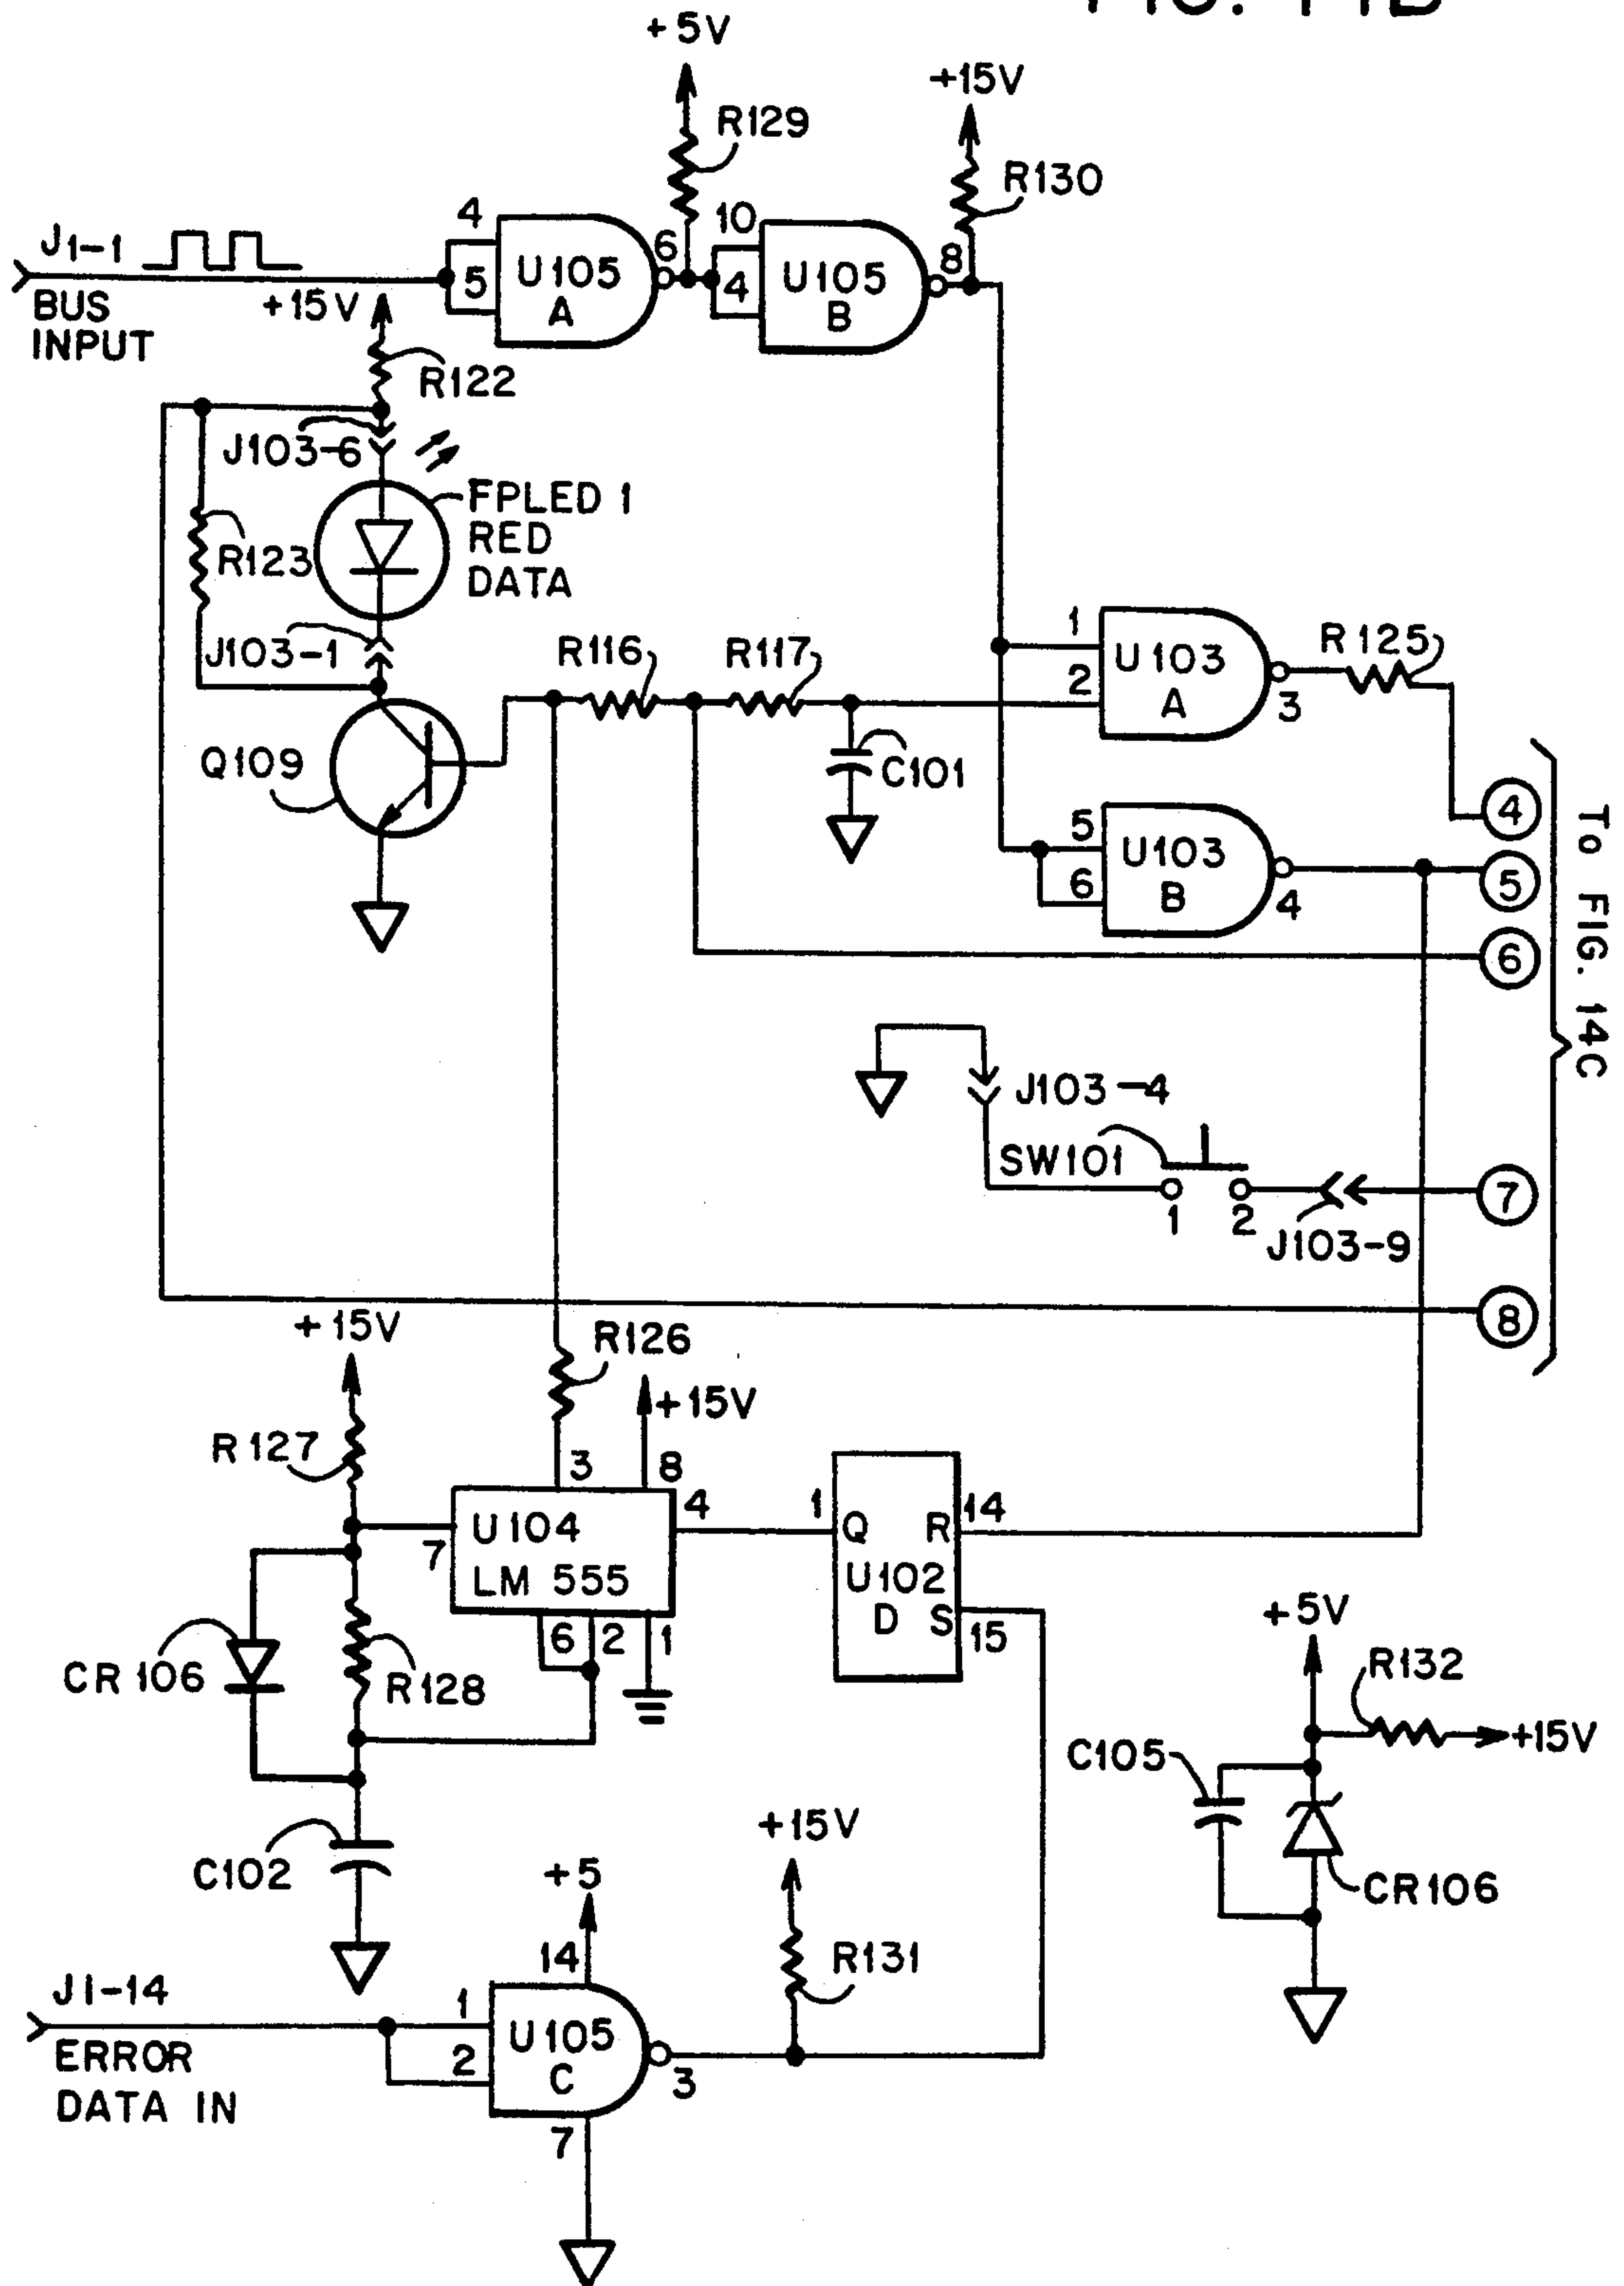 +5V
+15V
R129
R130
J1-1
4
5
6
10
4
8
U105
A
U105
B
BUS
INPUT
+15V
R122
J103-6
FPLED 1
RED
DATA
R123
J103-1
R116
R117
1
2
U103
A
3
R125
Q109
C101
5
6
U103
B
4
4
5
6
To FIG. 14C
J103-4
SW101
1
2
J103-9
7
8
+15V
R126
+15V
R127
3
8
4
1
14
7
U104
LM 555
Q
R
U102
D
S
15
6
2
1
CR106
R128
+5V
R132
+15V
C105
CR106
C102
+5
+15V
14
R131
J1-14
ERROR
DATA IN
1
2
U105
C
3
7